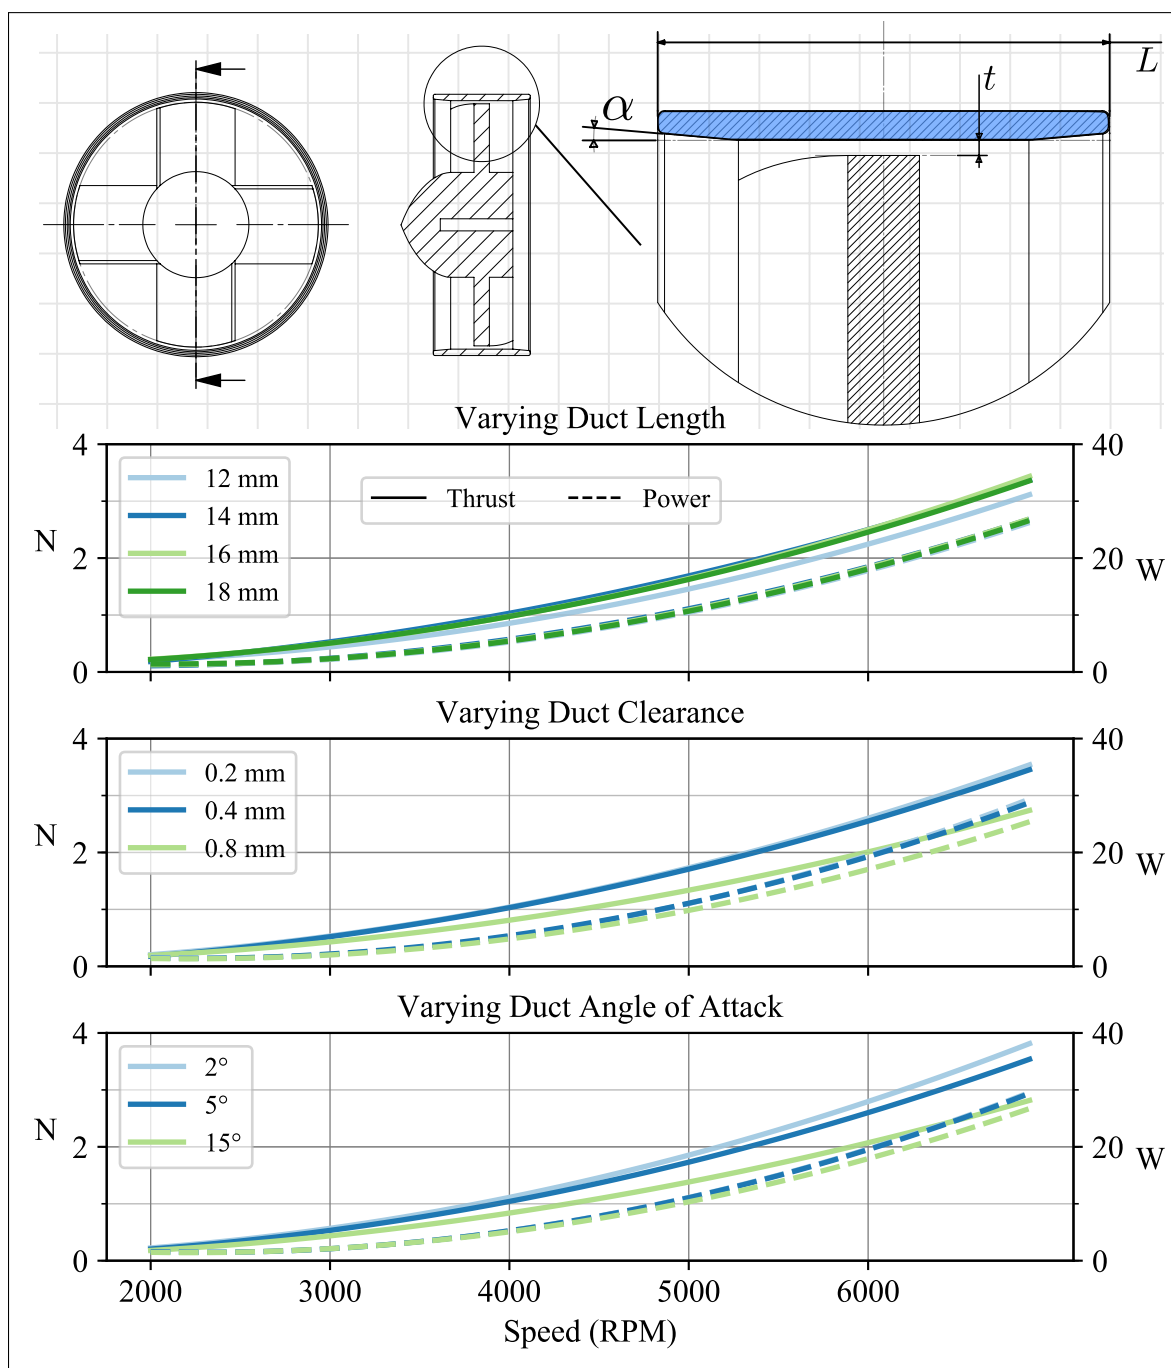 L
t
α
Varying Duct Length
4
40
12 mm
14 mm
16 mm
18 mm
Thrust
Power
N
2
20
W
0
0
Varying Duct Clearance
4
40
0.2 mm
0.4 mm
0.8 mm
N
2
20
W
0
0
Varying Duct Angle of Attack
4
40
2°
5°
15°
N
2
20
W
0
0
2000 3000 4000 5000 6000
Speed (RPM)